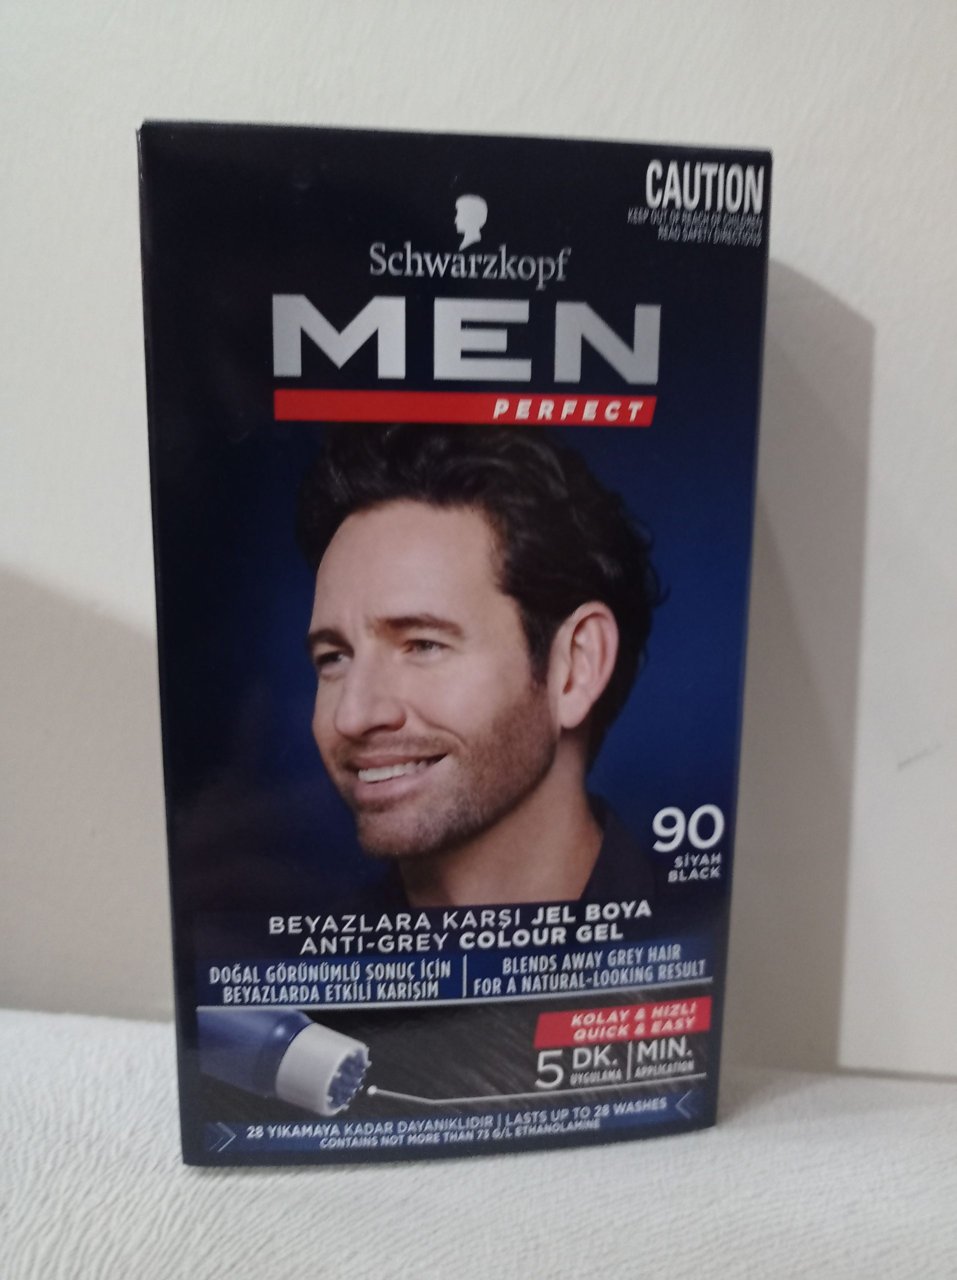 CAUTION
KEEP OUT OF REACH OF CHILDREN
READ SAFETY DIRECTIONS
Schwarzkopf
MEN
PERFECT
90
SİYAH
BLACK
BEYAZLARA KARŞI JEL BOYA
ANTI-GREY COLOUR GEL
DOĞAL GÖRÜNÜMLÜ SONUÇ İÇİN
BEYAZLARDA ETKİLİ KARIŞIM
BLENDS AWAY GREY HAIR
FOR A NATURAL-LOOKING RESULT
KOLAY & HIZLI
QUICK & EASY
5 DK. | MIN.
UYGULAMA APPLICATION
28 YIKAMAYA KADAR DAYANIKLIDIR | LASTS UP TO 28 WASHES
CONTAINS NOT MORE THAN 73 G/L ETHANOLAMINE